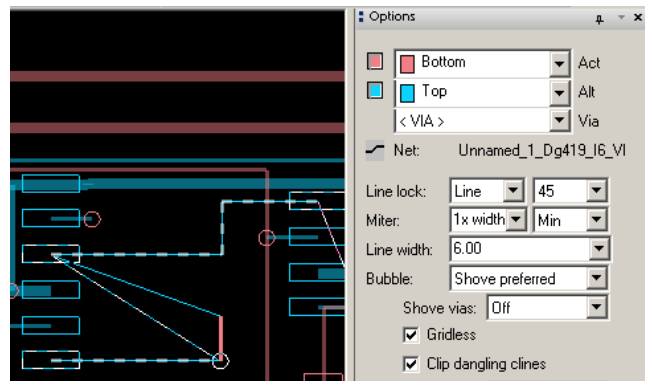 Options
Bottom Act
Top Alt
< VIA > Via
Net: Unnamed_1_Dg419_I6_VI
Line lock: Line 45
Miter: 1x width Min
Line width: 6.00
Bubble: Shove preferred
Shove vias: Off
Gridless
Clip dangling clines